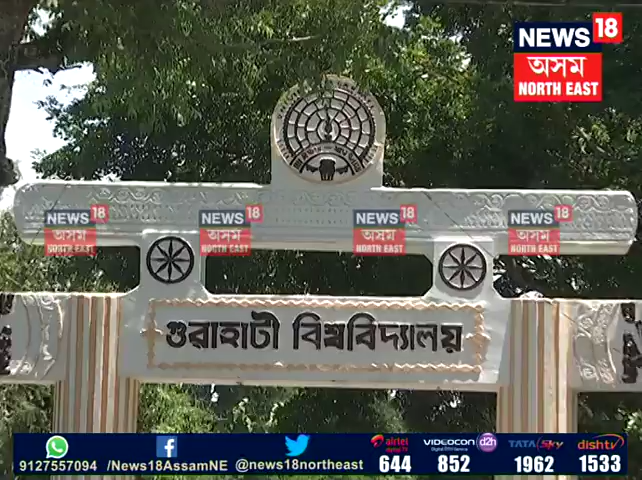 NEWS 18
অসম
NORTH EAST
NEWS 18
অসম
NORTH EAST
NEWS 18
অসম
NORTH EAST
NEWS 18
অসম
NORTH EAST
NEWS 18
অসম
NORTH EAST
গুৱাহাটী বিশ্ববিদ্যালয়
9127557094 /News18AssamNE @news18northeast
airtel 644
VIDEOCON d2h 852
TATA Sky 1962
dishtv 1533